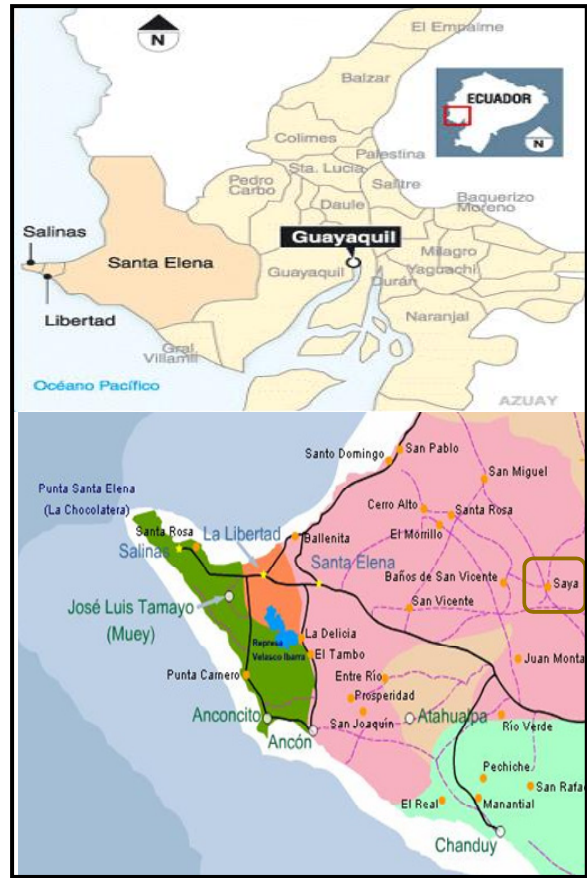 N
El Empalme
Balzar
ECUADOR
N
Colimes
Palestina
Sta. Lucia
Pedro
Carbo
Salitre
Daule
Baquerizo
Moreno
Salinas
Guayaquil
Santa Elena
Guayaquil
Milagro
Yaguachi
Durán
Libertad
Naranjal
Gral
Villamil
Océano Pacífico
AZUAY
Santo Domingo
San Pablo
San Miguel
Punta Santa Elena
(La Chocolatera)
Cerro Alto
Santa Rosa
Santa Rosa
La Libertad
Ballenita
El Morrillo
Salinas
Santa Elena
Baños de San Vicente
Saya
José Luis Tamayo
(Muey)
San Vicente
La Delicia
Represa
Velasco Ibarra
El Tambo
Juan Monta
Punta Carnero
Entre Río
Prosperidad
Anconcito
San Joaquín
Atahualpa
Ancón
Río Verde
Pechiche
San Rafae
El Real
Manantial
Chanduy